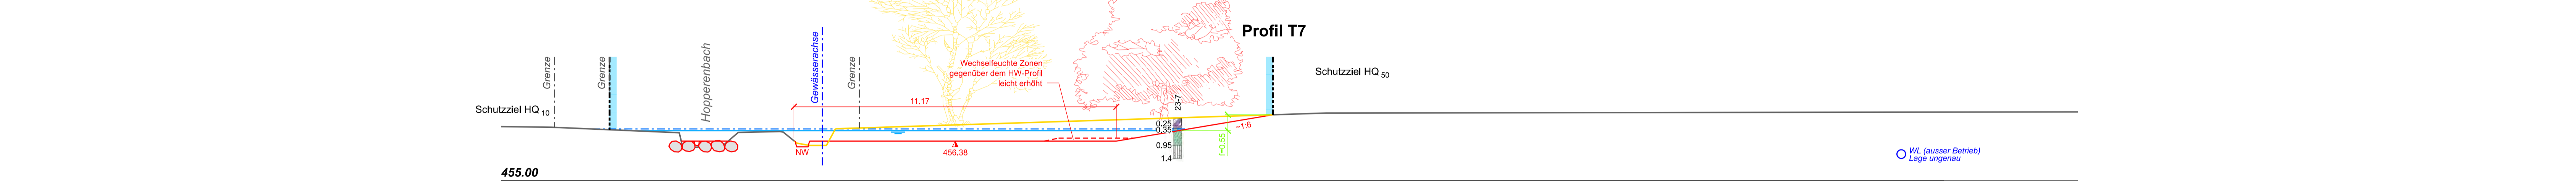 Profil T7
Grenze
Grenze
Hopperenbach
Gewässerachse
Grenze
Wechselfeuchte Zonen
gegenüber dem HW-Profil
leicht erhöht
Schutzziel HQ 50
Schutzziel HQ 10
11.17
23-7
0.25
0.35
0.95
1.4
~1:6
f=0.55
NW
456.38
WL (ausser Betrieb)
Lage ungenau
455.00